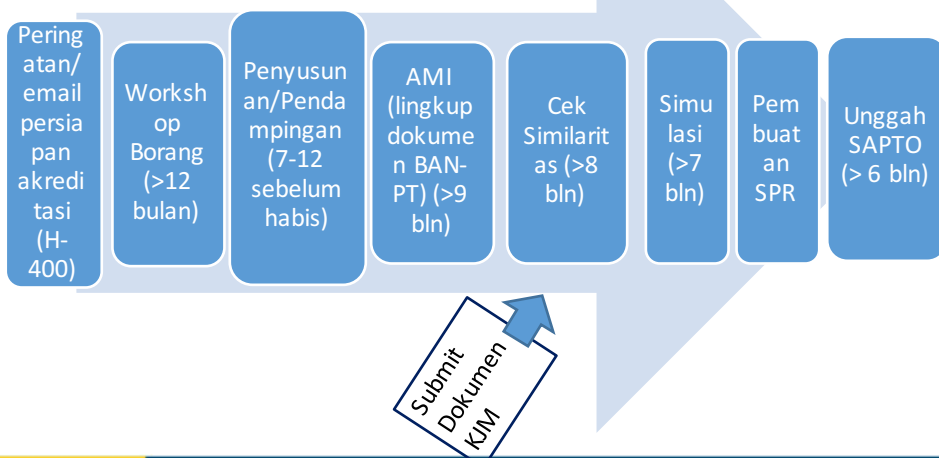 Pering
atan/
email
persia
pan
akredi
tasi
(H-
400)
Worksh
op
Borang
(>12
bulan)
Penyusun
an/Penda
mpingan
(7-12
sebelum
habis)
AMI
(lingkup
dokume
n BAN-
PT) (>9
bln)
Cek
Similarit
as (>8
bln)
Simu
lasi
(>7
bln)
Pem
buat
an
SPR
Unggah
SAPTO
(> 6 bln)
Submit
Dokumen
KJM